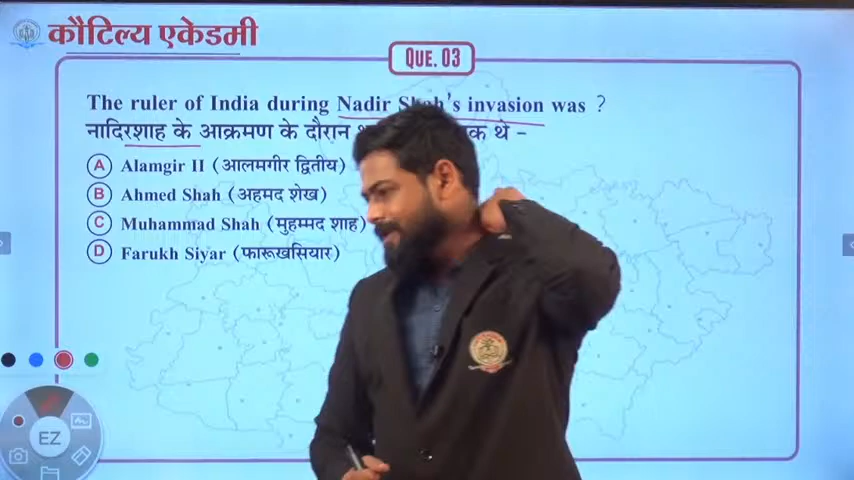 कौटिल्य एकेडमी
QUE. 03
The ruler of India during Nadir Shah's invasion was ?
नादिरशाह के आक्रमण के दौरान थे –
A Alamgir II (आलमगीर द्वितीय)
B Ahmed Shah (अहमद शेख)
C Muhammad Shah (मुहम्मद शाह)
D Farukh Siyar (फारूखसियार)
EZ